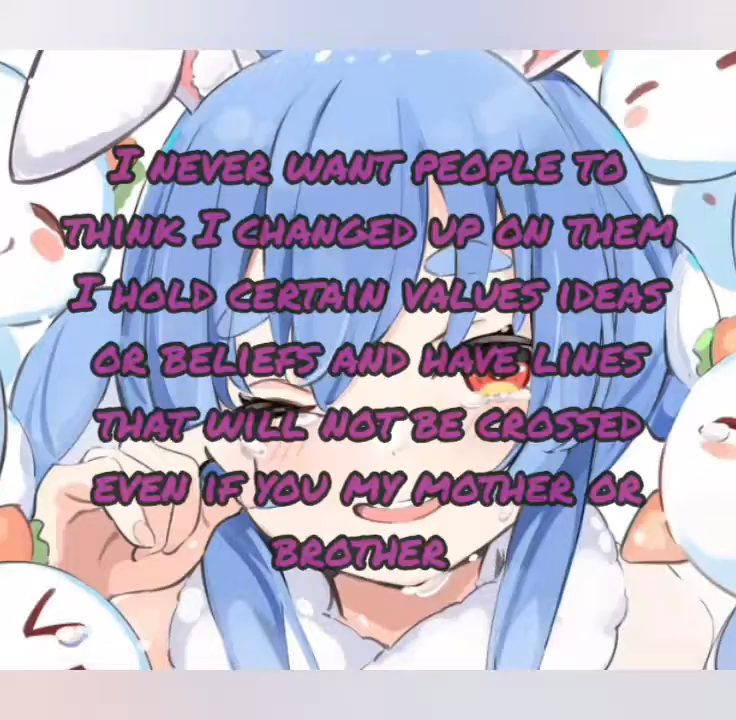 I NEVER WANT PEOPLE TO
THINK I CHANGED UP ON THEM
I HOLD CERTAIN VALUES IDEAS
OR BELIEFS AND HAVE LINES
THAT WILL NOT BE CROSSED
EVEN IF YOU MY MOTHER OR
BROTHER